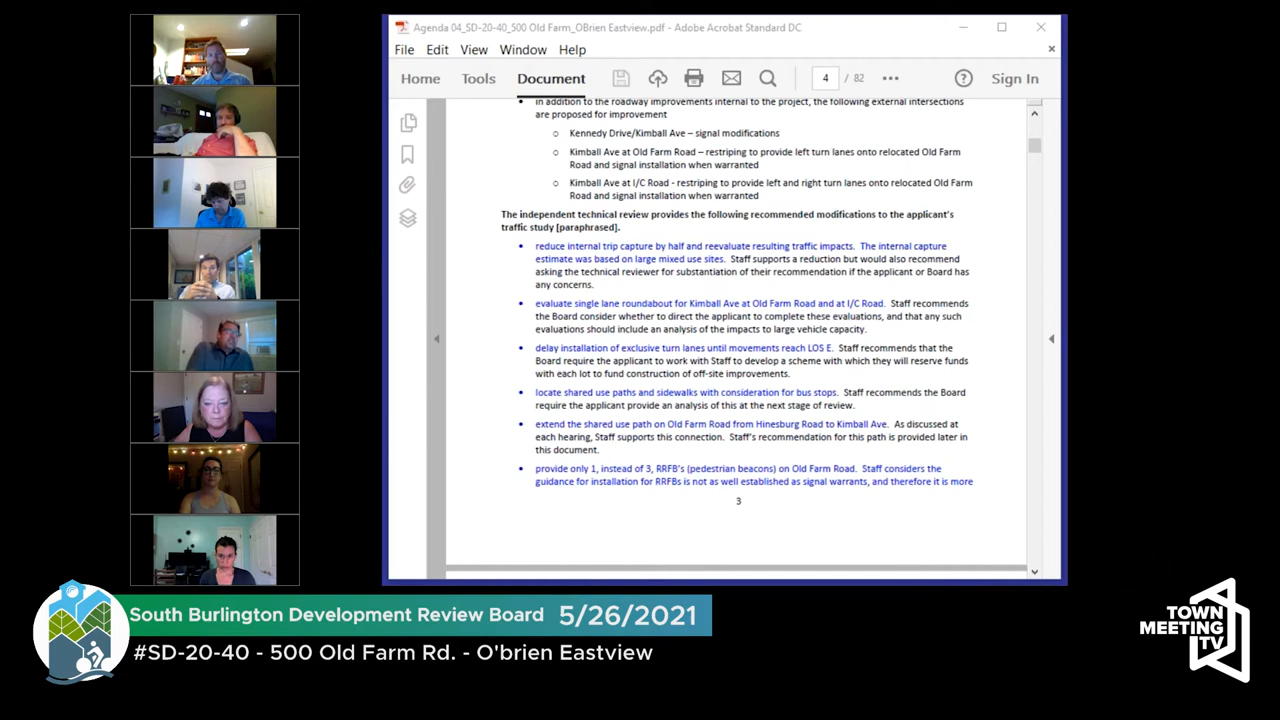 Agenda 04_SD-20-40_500 Old Farm_OBrien Eastview.pdf - Adobe Acrobat Standard DC
File Edit View Window Help
Home Tools Document 4 / 82 Sign In
in addition to the roadway improvements internal to the project, the following external intersections
are proposed for improvement
Kennedy Drive/Kimball Ave – signal modifications
Kimball Ave at Old Farm Road – restriping to provide left turn lanes onto relocated Old Farm
Road and signal installation when warranted
Kimball Ave at I/C Road - restriping to provide left and right turn lanes onto relocated Old Farm
Road and signal installation when warranted
The independent technical review provides the following recommended modifications to the applicant's
traffic study [paraphrased].
reduce internal trip capture by half and reevaluate resulting traffic impacts. The internal capture
estimate was based on large mixed use sites. Staff supports a reduction but would also recommend
asking the technical reviewer for substantiation of their recommendation if the applicant or Board has
any concerns.
evaluate single lane roundabout for Kimball Ave at Old Farm Road and at I/C Road. Staff recommends
the Board consider whether to direct the applicant to complete these evaluations, and that any such
evaluations should include an analysis of the impacts to large vehicle capacity.
delay installation of exclusive turn lanes until movements reach LOS E. Staff recommends that the
Board require the applicant to work with Staff to develop a scheme with which they will reserve funds
with each lot to fund construction of off-site improvements.
locate shared use paths and sidewalks with consideration for bus stops. Staff recommends the Board
require the applicant provide an analysis of this at the next stage of review.
extend the shared use path on Old Farm Road from Hinesburg Road to Kimball Ave. As discussed at
each hearing, Staff supports this connection. Staff's recommendation for this path is provided later in
this document.
provide only 1, instead of 3, RRFB's (pedestrian beacons) on Old Farm Road. Staff considers the
guidance for installation for RRFBs is not as well established as signal warrants, and therefore it is more
3
South Burlington Development Review Board 5/26/2021
#SD-20-40 - 500 Old Farm Rd. - O'brien Eastview
TOWN
MEETING
TV